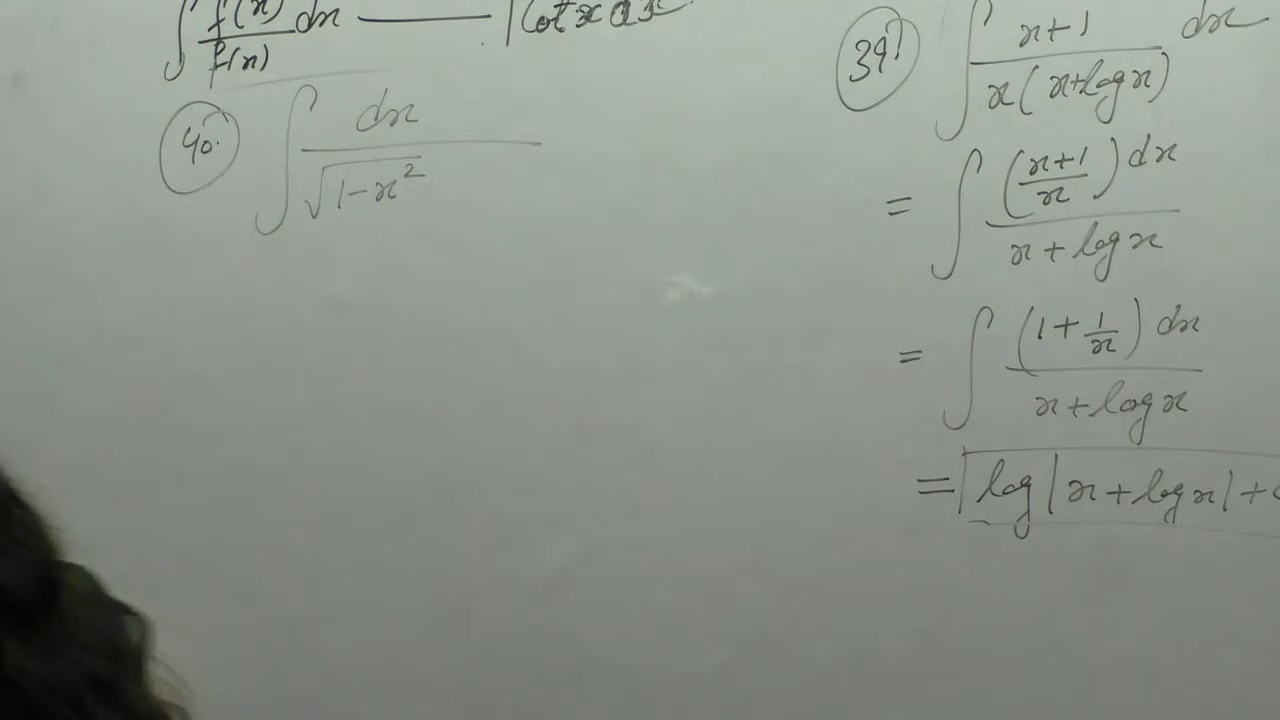 ∫ f'(x)/f(x) dx ——— ∫cot x dx
40. ∫ dx/√(1-x²)
39) ∫ x+1/x(x+log x) dx
= ∫ (x+1/x) dx/x + log x
= ∫ (1 + 1/x) dx/x + log x
= log|x + log x| + c